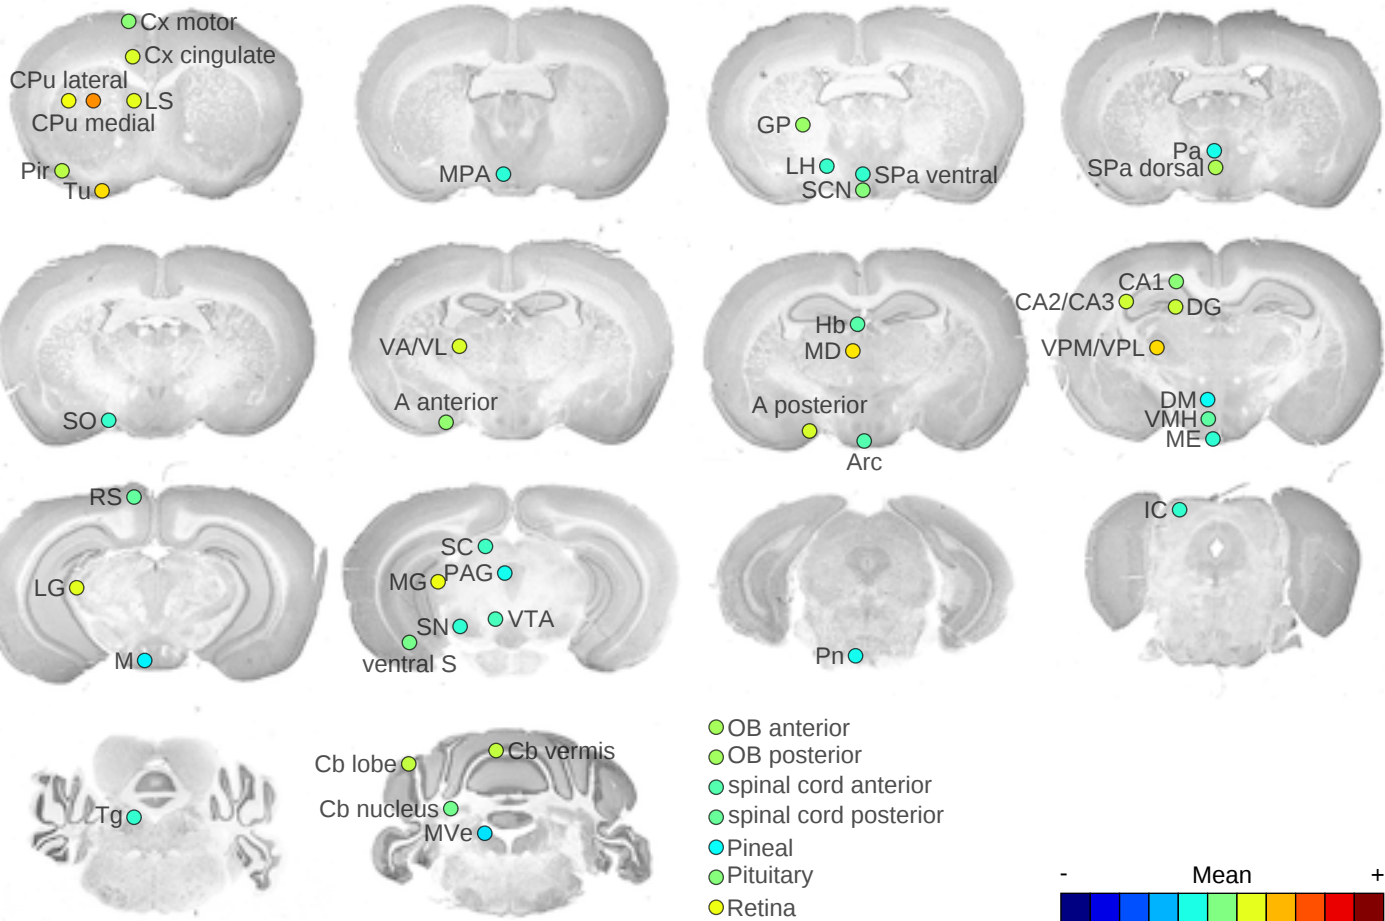 Cx motor
Cx cingulate
CPu lateral
LS
CPu medial
Pir
Tu
MPA
GP
LH
SPa ventral
SCN
Pa
SPa dorsal
SO
VA/VL
A anterior
Hb
MD
A posterior
Arc
CA1
CA2/CA3
DG
VPM/VPL
DM
VMH
ME
RS
LG
M
SC
MG
PAG
SN
VTA
ventral S
Pn
IC
Tg
Cb lobe
Cb vermis
Cb nucleus
MVe
OB anterior
OB posterior
spinal cord anterior
spinal cord posterior
Pineal
Pituitary
Retina
- Mean +